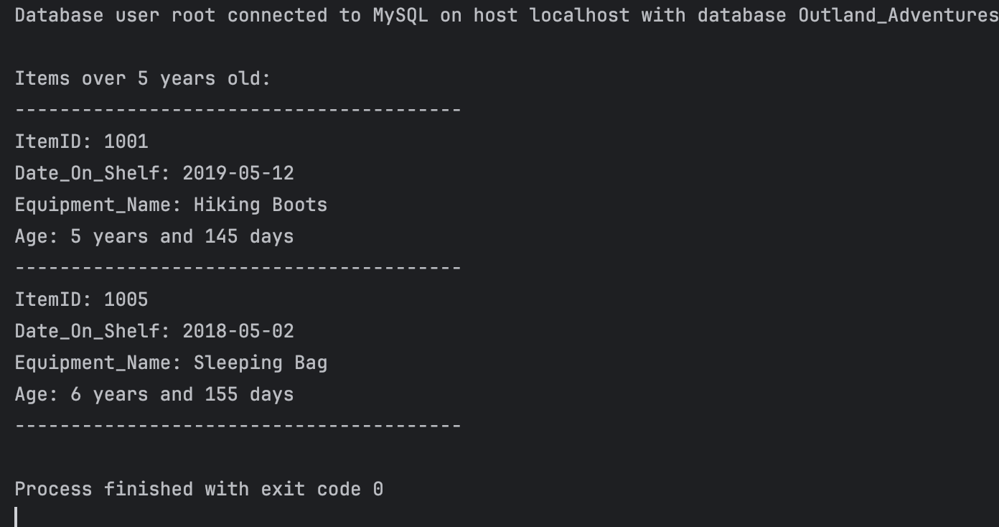 Database user root connected to MySQL on host localhost with database Outland_Adventures
Items over 5 years old:
----------------------------------------
ItemID: 1001
Date_On_Shelf: 2019-05-12
Equipment_Name: Hiking Boots
Age: 5 years and 145 days
----------------------------------------
ItemID: 1005
Date_On_Shelf: 2018-05-02
Equipment_Name: Sleeping Bag
Age: 6 years and 155 days
----------------------------------------
Process finished with exit code 0